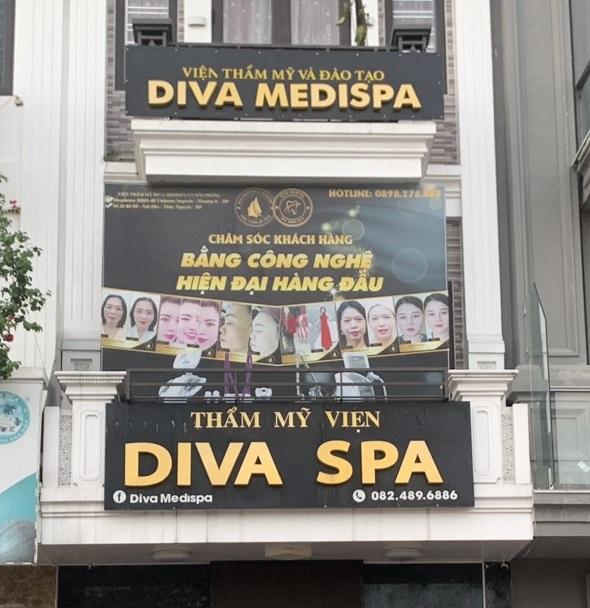 VIỆN THẨM MỸ VÀ ĐÀO TẠO
DIVA MEDISPA
HOTLINE: 0898.276.
CHĂM SÓC KHÁCH HÀNG
BẰNG CÔNG NGHỆ
HIỆN ĐẠI HÀNG ĐẦU
THẨM MỸ VIỆN
DIVA SPA
Diva Medispa
082.489.6886